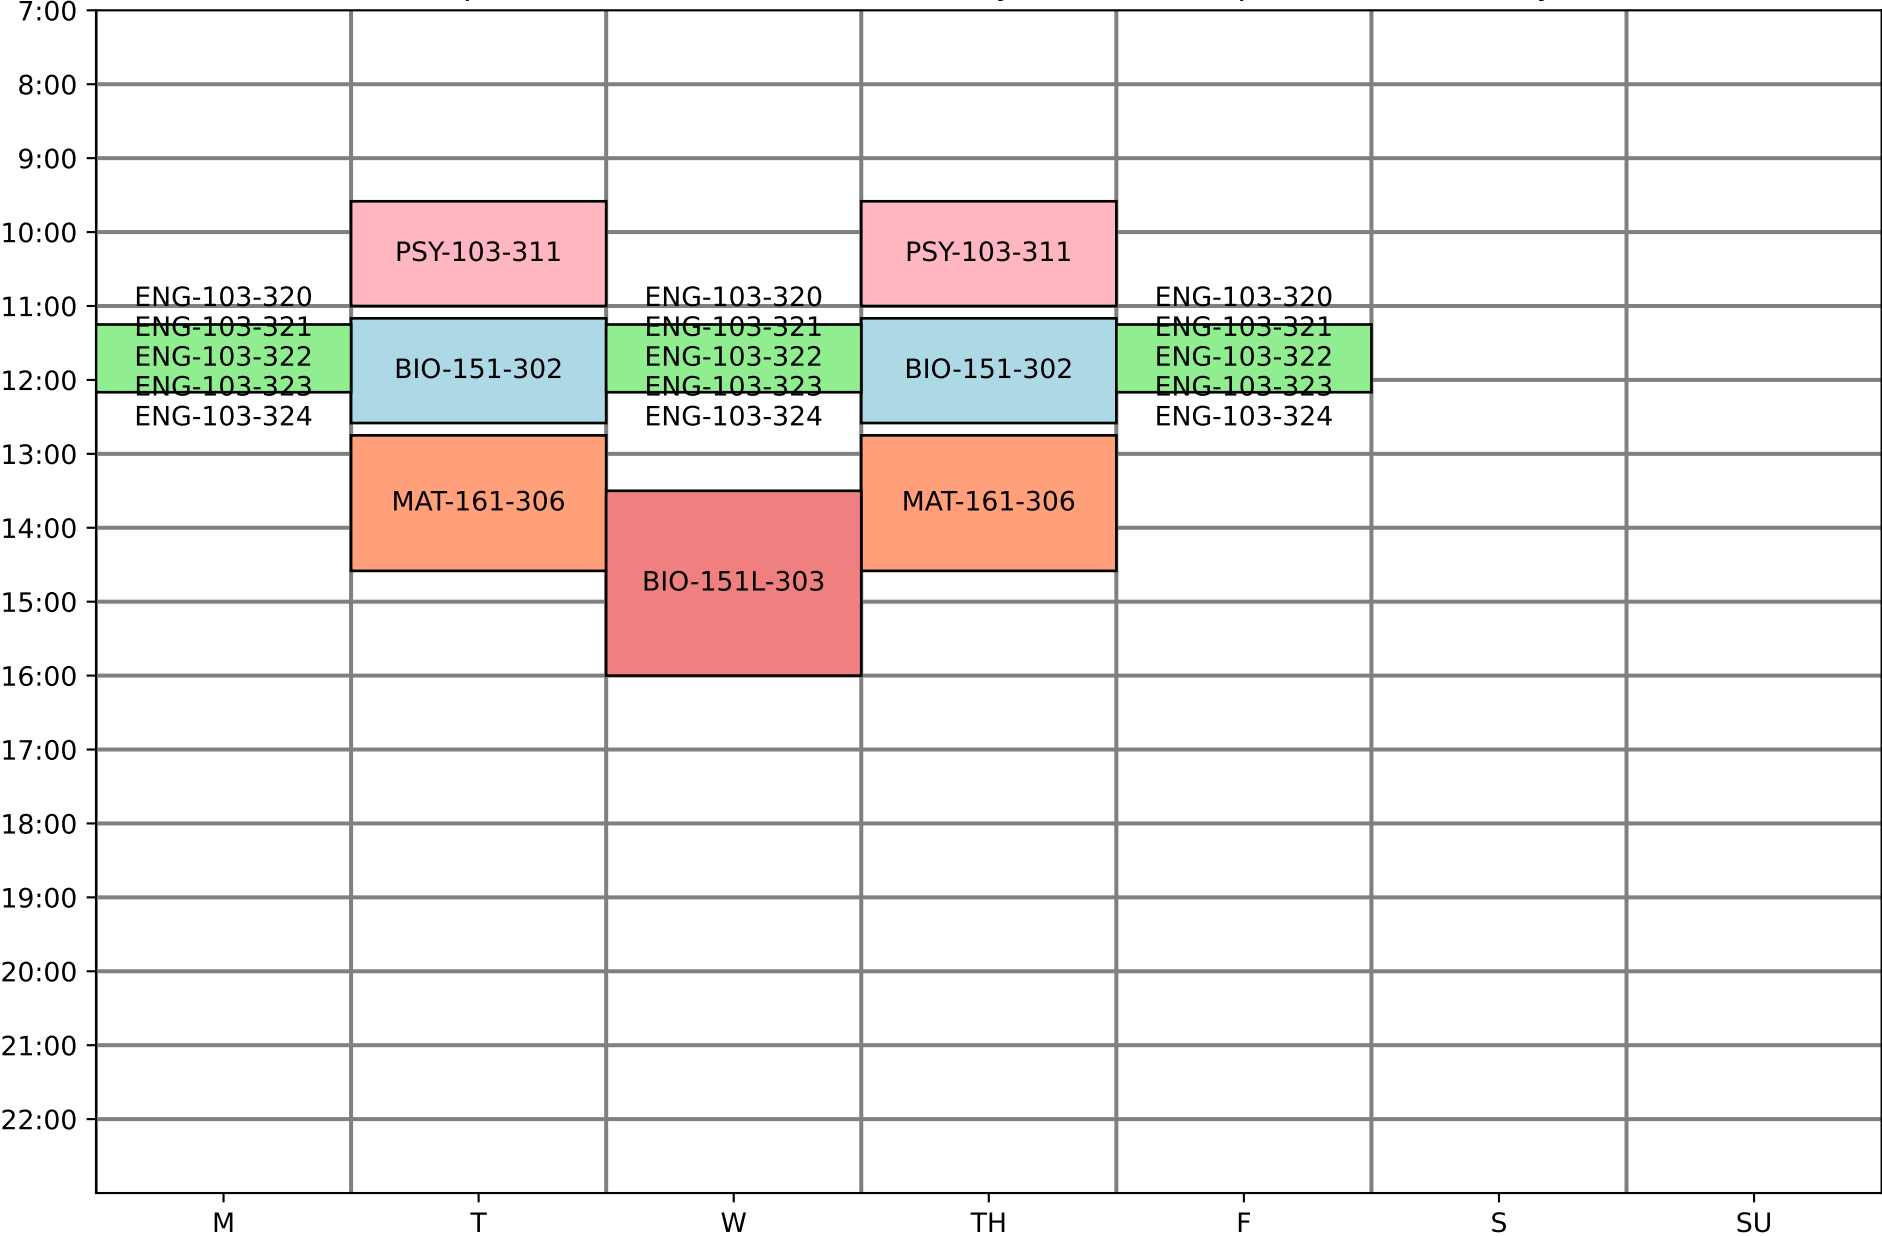 7:00
8:00
9:00
10:00
11:00
12:00
13:00
14:00
15:00
16:00
17:00
18:00
19:00
20:00
21:00
22:00
ENG-103-320
ENG-103-321
ENG-103-322
ENG-103-323
ENG-103-324
PSY-103-311
BIO-151-302
MAT-161-306
ENG-103-320
ENG-103-321
ENG-103-322
ENG-103-323
ENG-103-324
BIO-151L-303
PSY-103-311
BIO-151-302
MAT-161-306
ENG-103-320
ENG-103-321
ENG-103-322
ENG-103-323
ENG-103-324
M
T
W
TH
F
S
SU